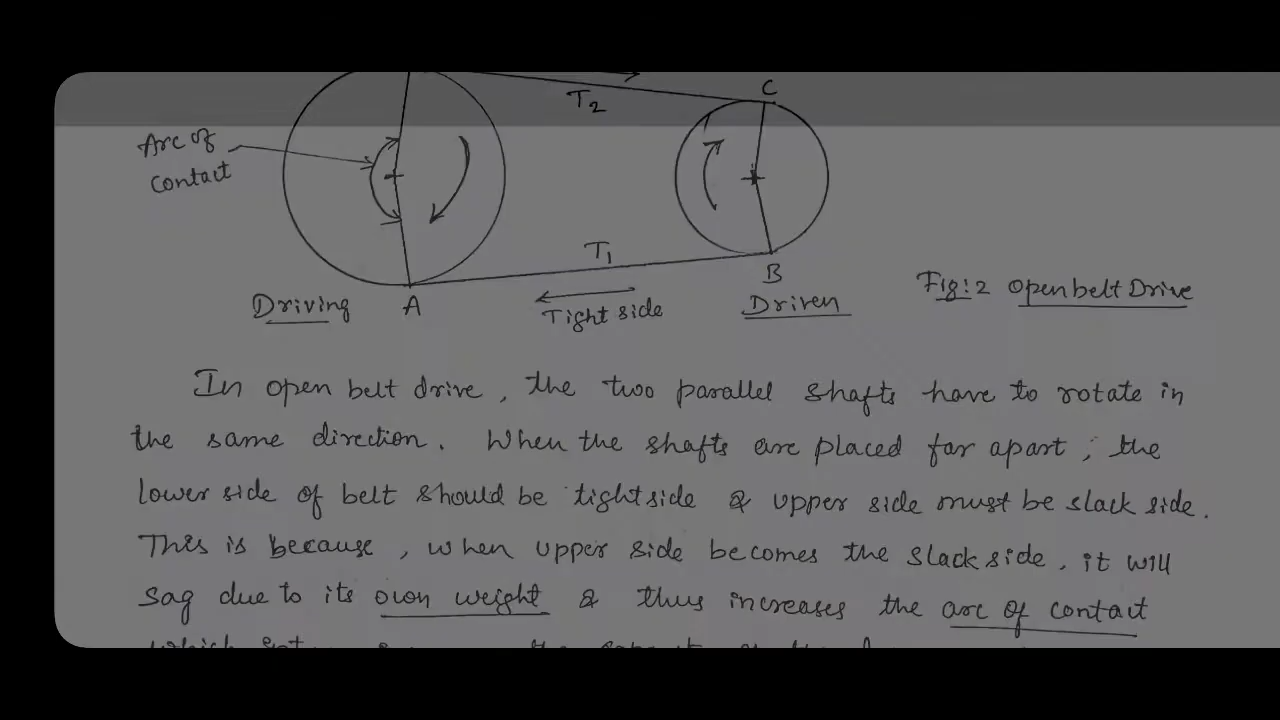 C
T2
Arc of
contact
T1
B
Driving
A
Tight side
Driven
Fig:2 Open belt Drive
In open belt drive, the two parallel shafts have to rotate in
the same direction. When the shafts are placed far apart, the
lower side of belt should be tight side & upper side must be slack side.
This is because, when upper side becomes the slack side, it will
sag due to its own weight & thus increases the arc of contact
which